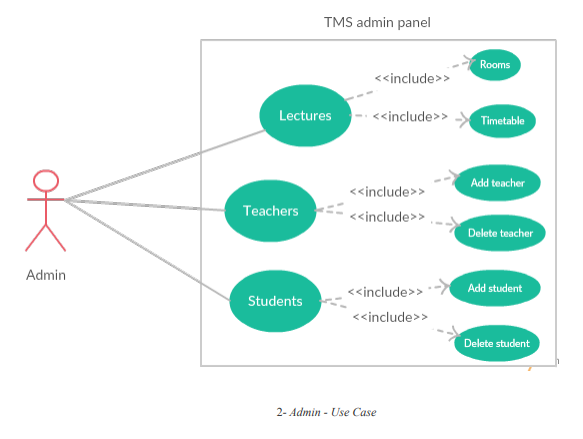 TMS admin panel
Rooms
<<include>>
Lectures
<<include>>
Timetable
Add teacher
<<include>>
Teachers
<<include>>
Delete teacher
Admin
Add student
<<include>>
Students
<<include>>
Delete student
2- Admin - Use Case